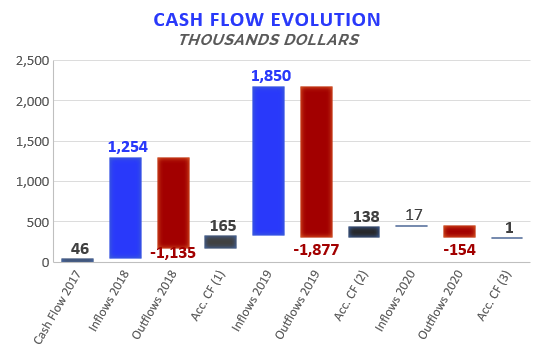 CASH FLOW EVOLUTION
THOUSANDS DOLLARS
2,500
2,000
1,500
1,000
500
0
46
1,254
-1,135
165
1,850
-1,877
138
17
-154
1
Cash Flow 2017
Inflows 2018
Outflows 2018
Acc. CF (1)
Inflows 2019
Outflows 2019
Acc. CF (2)
Inflows 2020
Outflows 2020
Acc. CF (3)